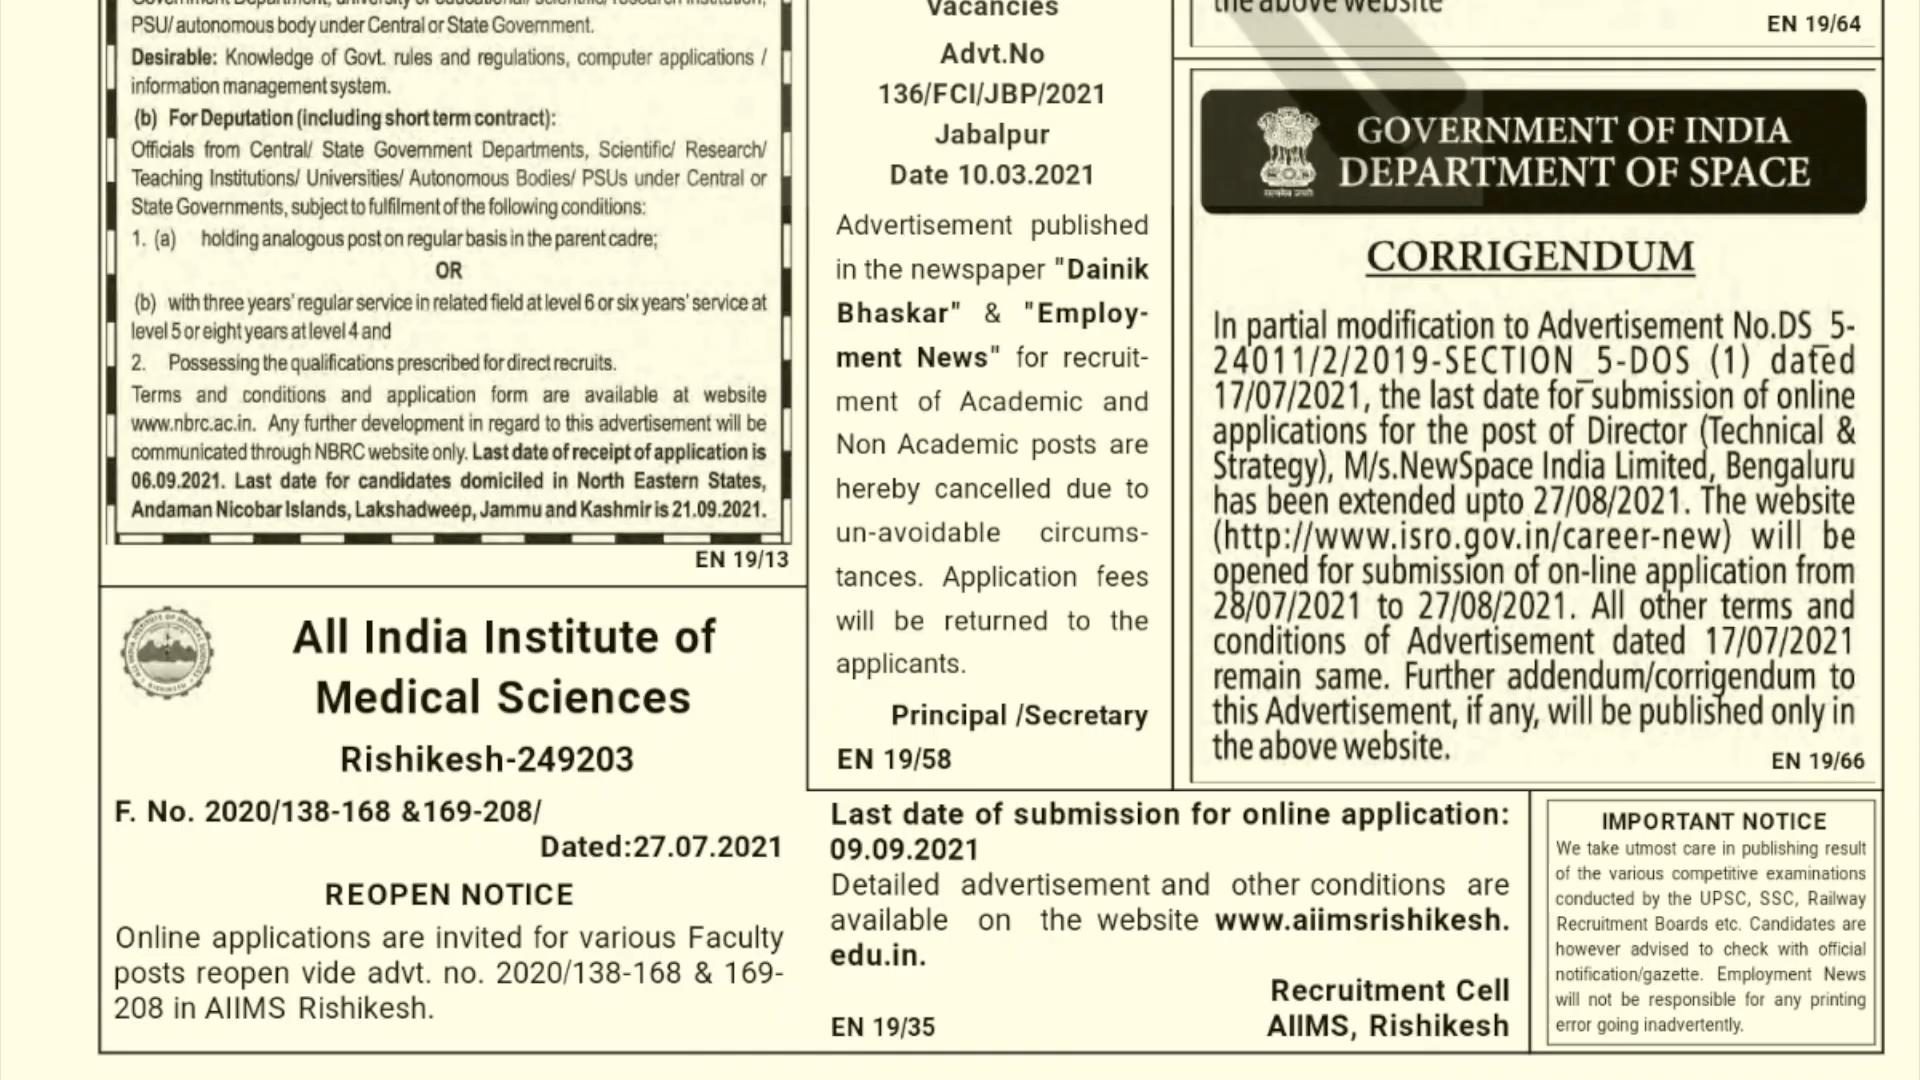 PSU/ autonomous body under Central or State Government.
Desirable: Knowledge of Govt. rules and regulations, computer applications /
information management system.
(b) For Deputation (including short term contract):
Officials from Central/ State Government Departments, Scientific/ Research/
Teaching Institutions/ Universities/ Autonomous Bodies/ PSUs under Central or
State Governments, subject to fulfilment of the following conditions:
1. (a) holding analogous post on regular basis in the parent cadre;
OR
(b) with three years' regular service in related field at level 6 or six years' service at
level 5 or eight years at level 4 and
2. Possessing the qualifications prescribed for direct recruits.
Terms and conditions and application form are available at website
www.nbrc.ac.in. Any further development in regard to this advertisement will be
communicated through NBRC website only. Last date of receipt of application is
06.09.2021. Last date for candidates domiciled in North Eastern States,
Andaman Nicobar Islands, Lakshadweep, Jammu and Kashmir is 21.09.2021.
EN 19/13
All India Institute of
Medical Sciences
Rishikesh-249203
F. No. 2020/138-168 &169-208/
Dated:27.07.2021
REOPEN NOTICE
Online applications are invited for various Faculty
posts reopen vide advt. no. 2020/138-168 & 169-
208 in AIIMS Rishikesh.
Last date of submission for online application:
09.09.2021
Detailed advertisement and other conditions are
available on the website www.aiimsrishikesh.
edu.in.
Recruitment Cell
EN 19/35 AIIMS, Rishikesh
Vacancies
Advt.No
136/FCI/JBP/2021
Jabalpur
Date 10.03.2021
Advertisement published
in the newspaper "Dainik
Bhaskar" & "Employ-
ment News" for recruit-
ment of Academic and
Non Academic posts are
hereby cancelled due to
un-avoidable circums-
tances. Application fees
will be returned to the
applicants.
Principal /Secretary
EN 19/58
the above website
EN 19/64
GOVERNMENT OF INDIA
DEPARTMENT OF SPACE
CORRIGENDUM
In partial modification to Advertisement No.DS_5-
24011/2/2019-SECTION_5-DOS (1) dated
17/07/2021, the last date for submission of online
applications for the post of Director (Technical &
Strategy), M/s.NewSpace India Limited, Bengaluru
has been extended upto 27/08/2021. The website
(http://www.isro.gov.in/career-new) will be
opened for submission of on-line application from
28/07/2021 to 27/08/2021. All other terms and
conditions of Advertisement dated 17/07/2021
remain same. Further addendum/corrigendum to
this Advertisement, if any, will be published only in
the above website.
EN 19/66
IMPORTANT NOTICE
We take utmost care in publishing result
of the various competitive examinations
conducted by the UPSC, SSC, Railway
Recruitment Boards etc. Candidates are
however advised to check with official
notification/gazette. Employment News
will not be responsible for any printing
error going inadvertently.